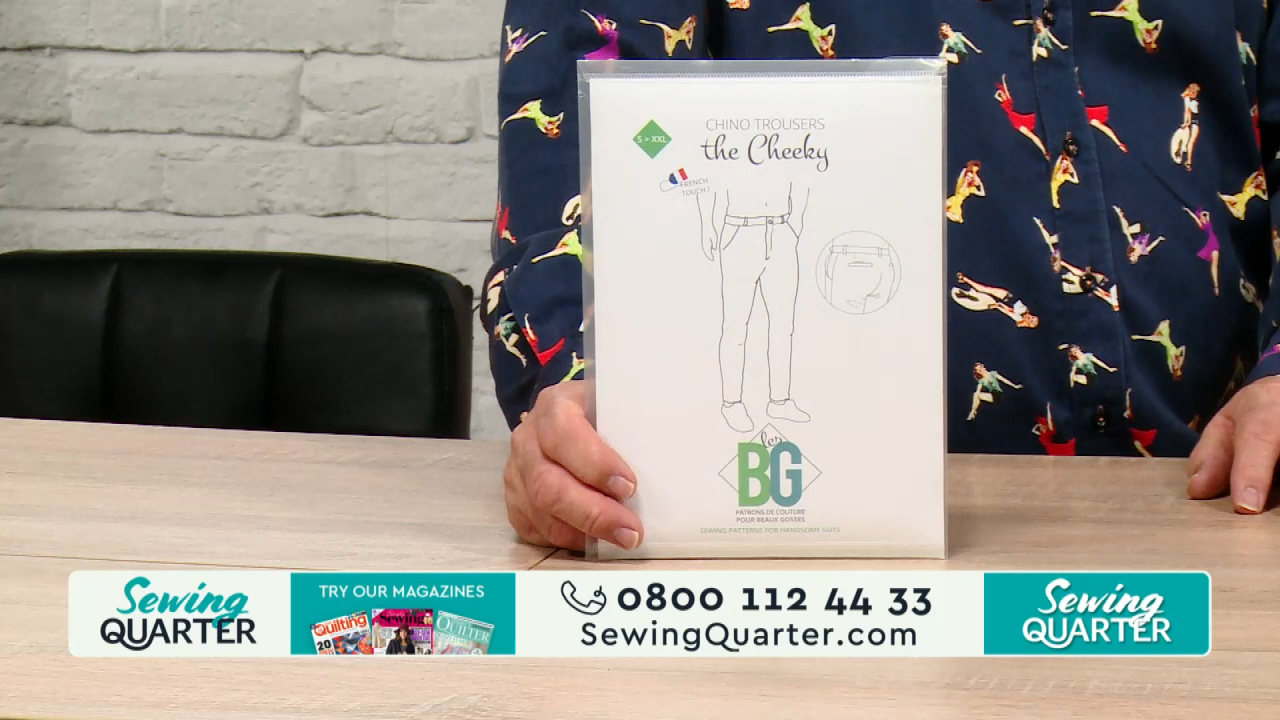 CHINO TROUSERS
the Cheeky
S > XXL
FRENCH
TOUCH !
les
BG
PATRONS DE COUTURE
POUR BEAUX GOSSES
SEWING PATTERNS FOR HANDSOME GUYS
Sewing
QUARTER
TRY OUR MAGAZINES
Quilting
20
Sewing
QUILTER
0800 112 44 33
SewingQuarter.com
Sewing
QUARTER